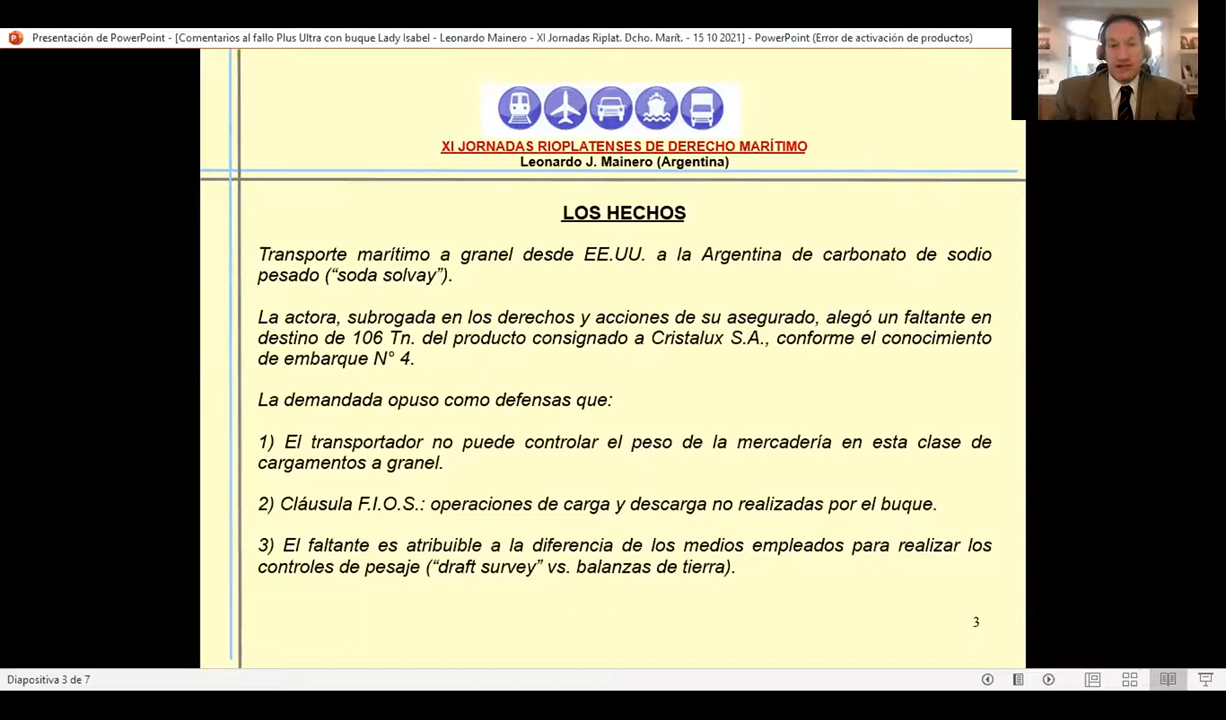 Presentación de PowerPoint - [Comentarios al fallo Plus Ultra con buque Lady Isabel - Leonardo Mainero - XI Jornadas Riplat. Dcho. Marít. - 15 10 2021] - PowerPoint (Error de activación de productos)
XI JORNADAS RIOPLATENSES DE DERECHO MARÍTIMO
Leonardo J. Mainero (Argentina)
LOS HECHOS
Transporte marítimo a granel desde EE.UU. a la Argentina de carbonato de sodio
pesado (“soda solvay”).
La actora, subrogada en los derechos y acciones de su asegurado, alegó un faltante en
destino de 106 Tn. del producto consignado a Cristalux S.A., conforme el conocimiento
de embarque N° 4.
La demandada opuso como defensas que:
1) El transportador no puede controlar el peso de la mercadería en esta clase de
cargamentos a granel.
2) Cláusula F.I.O.S.: operaciones de carga y descarga no realizadas por el buque.
3) El faltante es atribuible a la diferencia de los medios empleados para realizar los
controles de pesaje (“draft survey” vs. balanzas de tierra).
3
Diapositiva 3 de 7